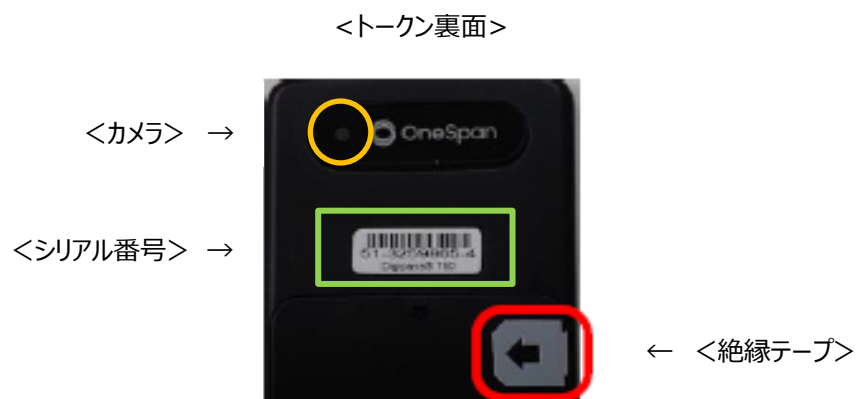 <トークン裏面>
<カメラ> →
OneSpan
<シリアル番号> →
← <絶縁テープ>